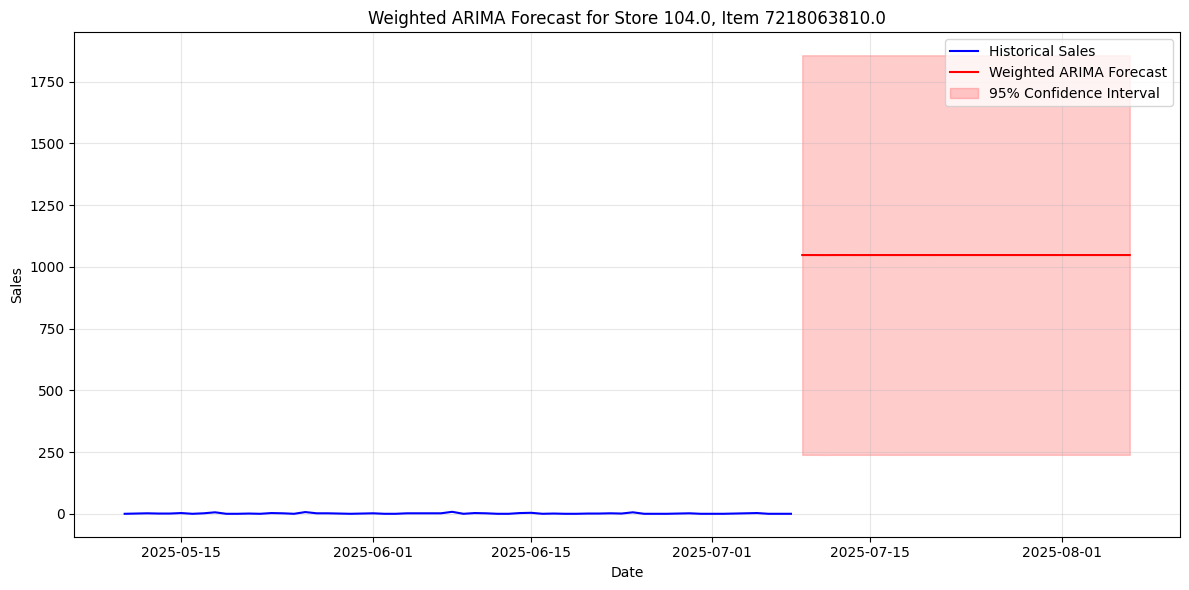 Weighted ARIMA Forecast for Store 104.0, Item 7218063810.0
Historical Sales
Weighted ARIMA Forecast
95% Confidence Interval
Sales
1750
1500
1250
1000
750
500
250
0
2025-05-15
2025-06-01
2025-06-15
2025-07-01
2025-07-15
2025-08-01
Date